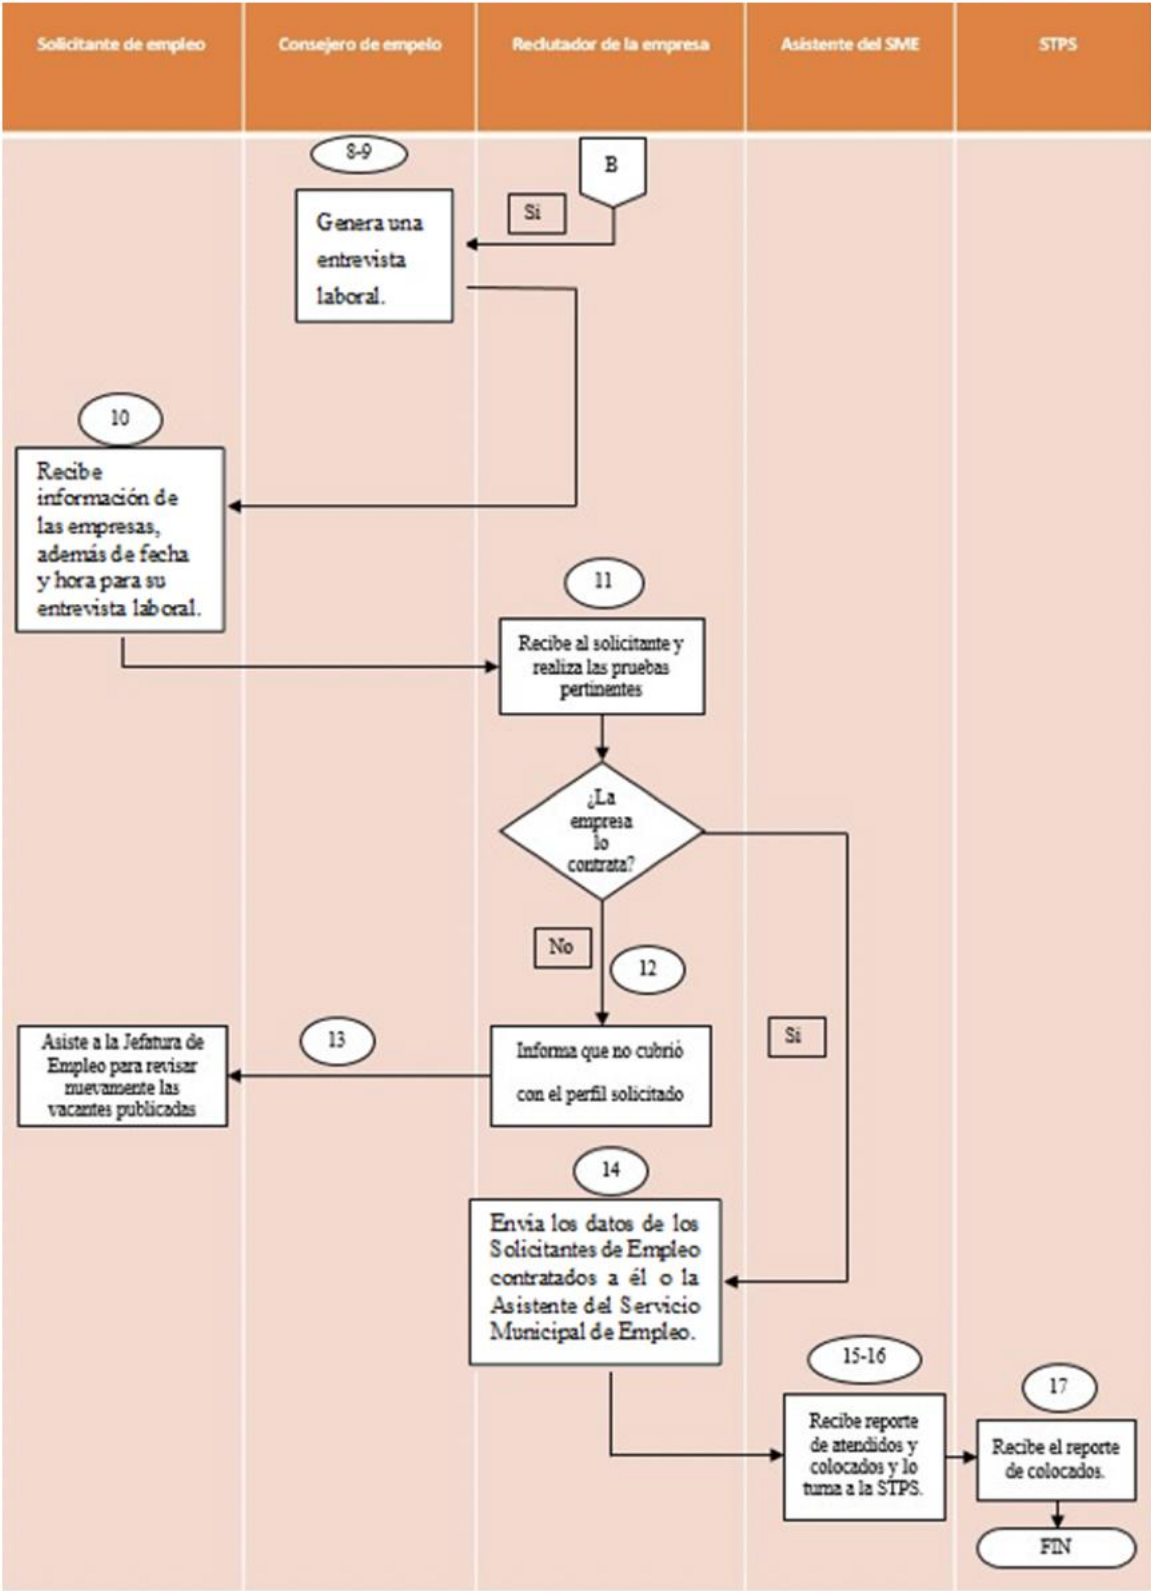 Solicitante de empleo
Consejero de empelo
Reclutador de la empresa
Asistente del SME
STPS
8-9
B
Si
Genera una
entrevista
laboral.
10
Recibe
información de
las empresas,
además de fecha
y hora para su
entrevista laboral.
11
Recibe al solicitante y
realiza las pruebas
pertinentes
¿La
empresa
lo
contrata?
No
12
Si
13
Asiste a la Jefatura de
Empleo para revisar
nuevamente las
vacantes publicadas
Informa que no cubrió
con el perfil solicitado
14
Envía los datos de los
Solicitantes de Empleo
contratados a él o la
Asistente del Servicio
Municipal de Empleo.
15-16
Recibe reporte
de atendidos y
colocados y lo
turna a la STPS.
17
Recibe el reporte
de colocados.
FIN